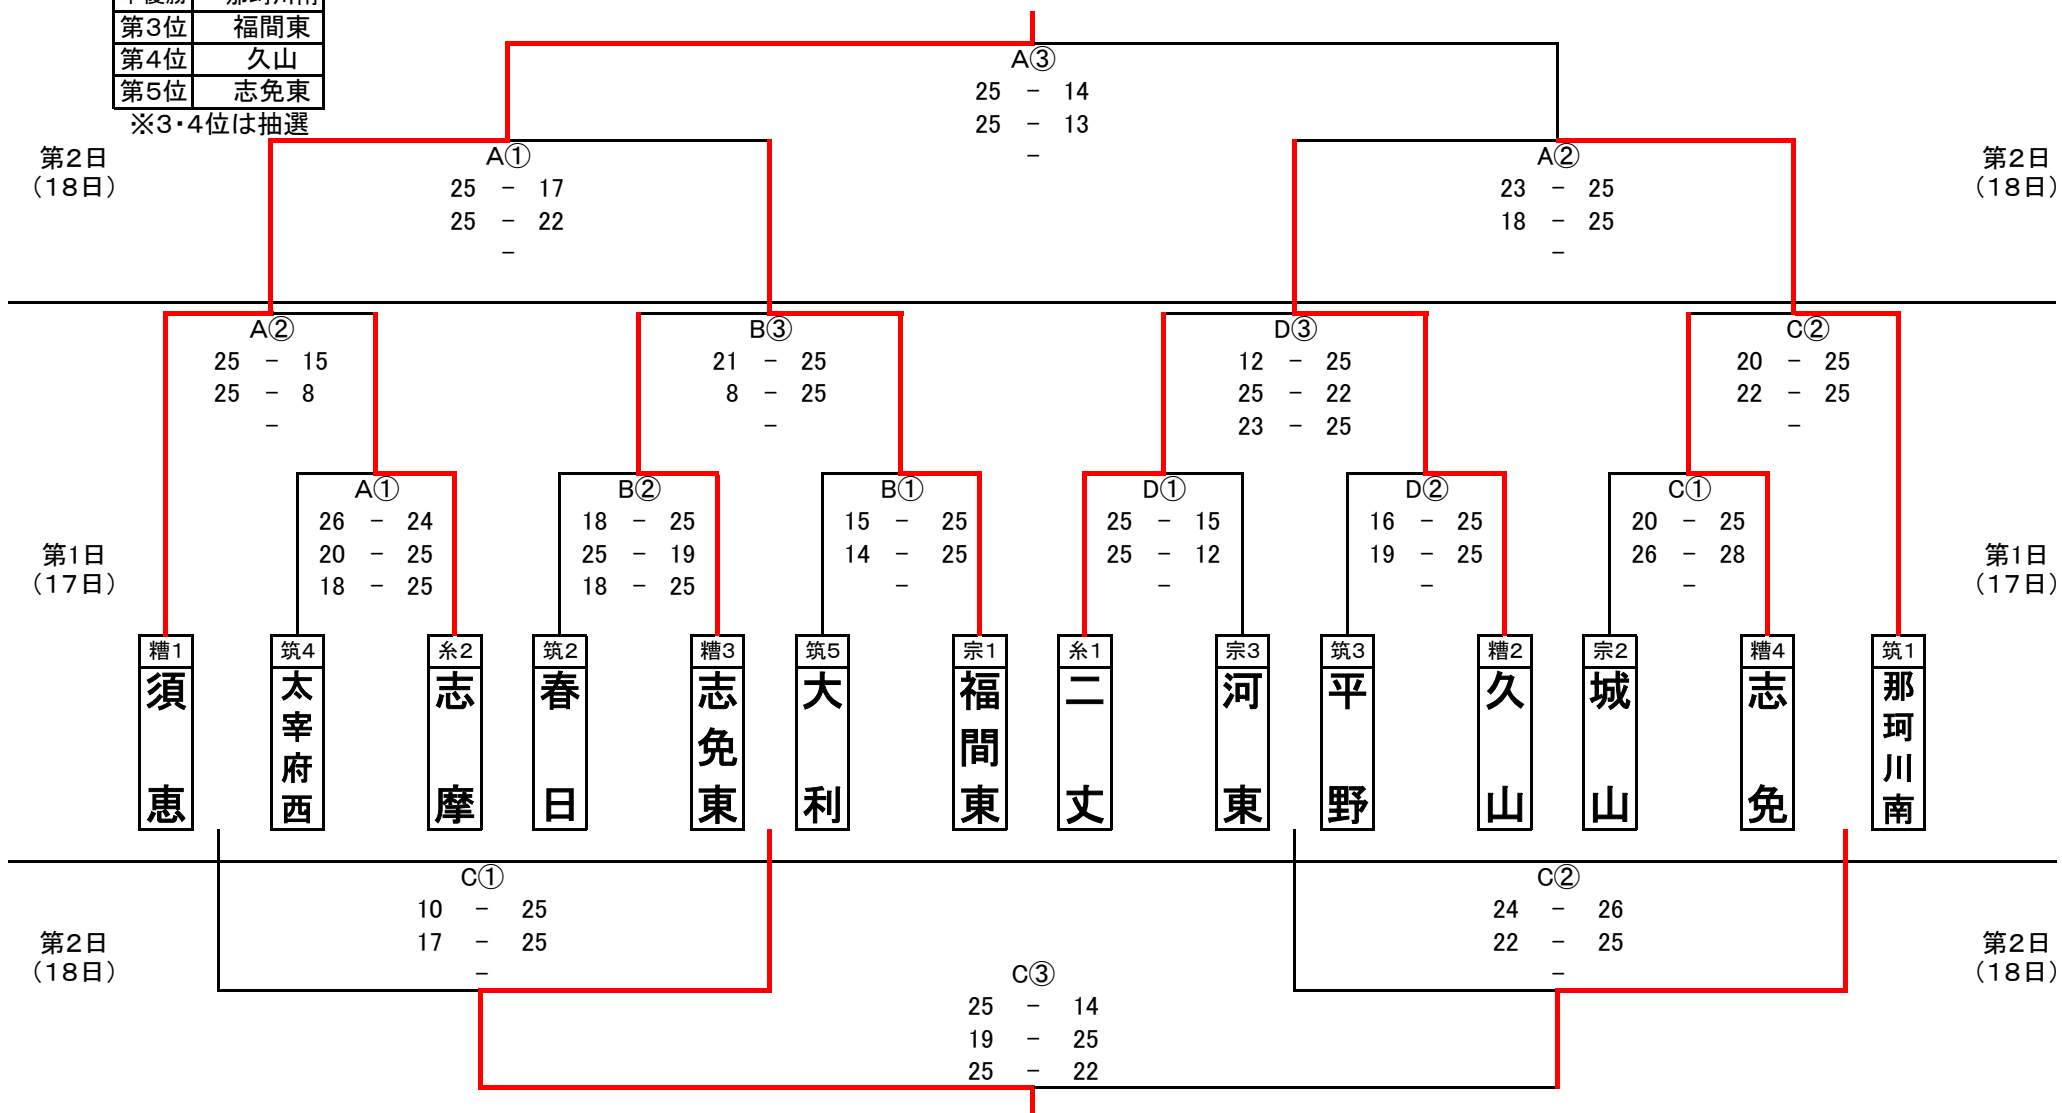 第3位 福間東
第4位 久山
第5位 志免東
※3・4位は抽選
A③
25 － 14
25 － 13
－
第2日
（18日）
A①
25 － 17
25 － 22
－
A②
23 － 25
18 － 25
－
第2日
（18日）
A②
25 － 15
25 － 8
－
B③
21 － 25
8 － 25
－
D③
12 － 25
25 － 22
23 － 25
C②
20 － 25
22 － 25
－
第1日
（17日）
A①
26 － 24
20 － 25
18 － 25
B②
18 － 25
25 － 19
18 － 25
B①
15 － 25
14 － 25
－
D①
25 － 15
25 － 12
－
D②
16 － 25
19 － 25
－
C①
20 － 25
26 － 28
－
第1日
（17日）
糟1
須恵
筑4
太宰府西
糸2
志摩
筑2
春日
糟3
志免東
筑5
大利
宗1
福間東
糸1
二丈
宗3
河東
筑3
平野
糟2
久山
宗2
城山
糟4
志免
筑1
那珂川南
第2日
（18日）
C①
10 － 25
17 － 25
－
C③
25 － 14
19 － 25
25 － 22
C②
24 － 26
22 － 25
－
第2日
（18日）